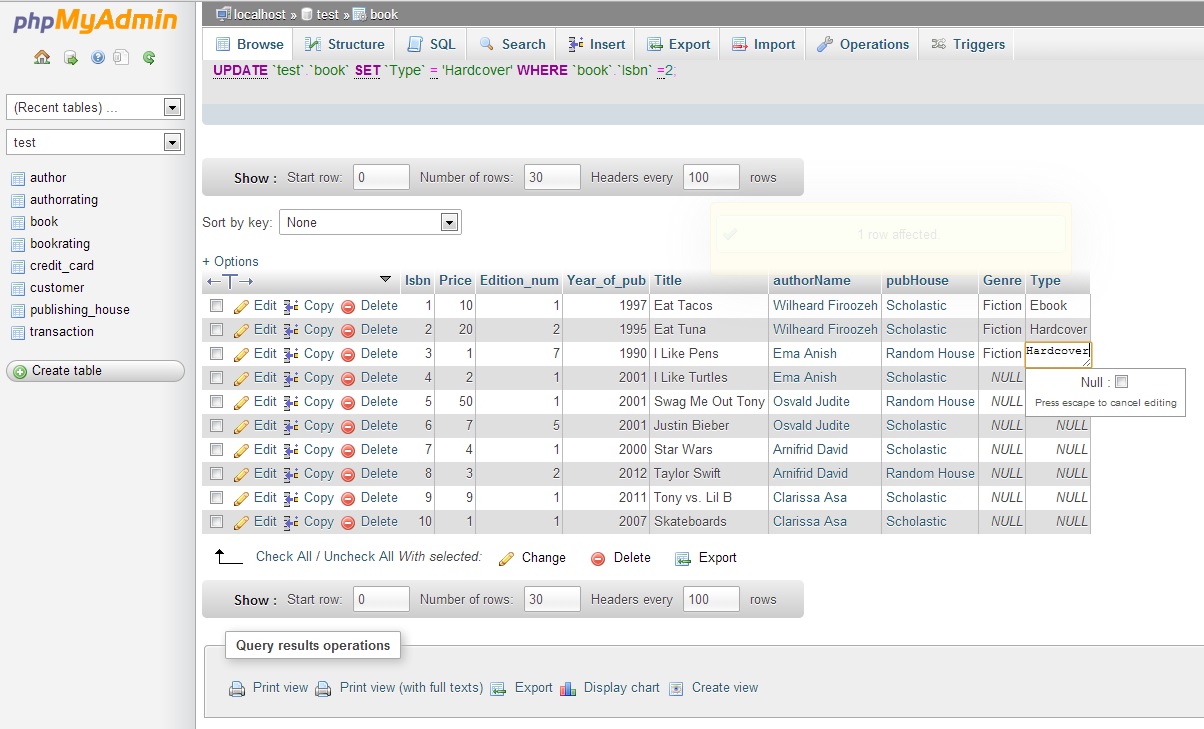 phpMyAdmin
(Recent tables) ...
test
author
authorrating
book
bookrating
credit_card
customer
publishing_house
transaction
Create table
localhost » test » book
Browse Structure SQL Search Insert Export Import Operations Triggers
UPDATE `test`.`book` SET `Type` = 'Hardcover' WHERE `book`.`Isbn` =2;
Show : Start row: 0 Number of rows: 30 Headers every 100 rows
Sort by key: None
1 row affected.
+ Options
Isbn Price Edition_num Year_of_pub Title authorName pubHouse Genre Type
Edit Copy Delete 1 10 1 1997 Eat Tacos Wilheard Firoozeh Scholastic Fiction Ebook
Edit Copy Delete 2 20 2 1995 Eat Tuna Wilheard Firoozeh Scholastic Fiction Hardcover
Edit Copy Delete 3 1 7 1990 I Like Pens Ema Anish Random House Fiction Hardcover
Edit Copy Delete 4 2 1 2001 I Like Turtles Ema Anish Scholastic NULL
Null :
Edit Copy Delete 5 50 1 2001 Swag Me Out Tony Osvald Judite Random House NULL
Press escape to cancel editing
Edit Copy Delete 6 7 5 2001 Justin Bieber Osvald Judite Scholastic NULL NULL
Edit Copy Delete 7 4 1 2000 Star Wars Arnifrid David Scholastic NULL NULL
Edit Copy Delete 8 3 2 2012 Taylor Swift Arnifrid David Random House NULL NULL
Edit Copy Delete 9 9 1 2011 Tony vs. Lil B Clarissa Asa Scholastic NULL NULL
Edit Copy Delete 10 1 1 2007 Skateboards Clarissa Asa Scholastic NULL NULL
Check All / Uncheck All With selected: Change Delete Export
Show : Start row: 0 Number of rows: 30 Headers every 100 rows
Query results operations
Print view Print view (with full texts) Export Display chart Create view